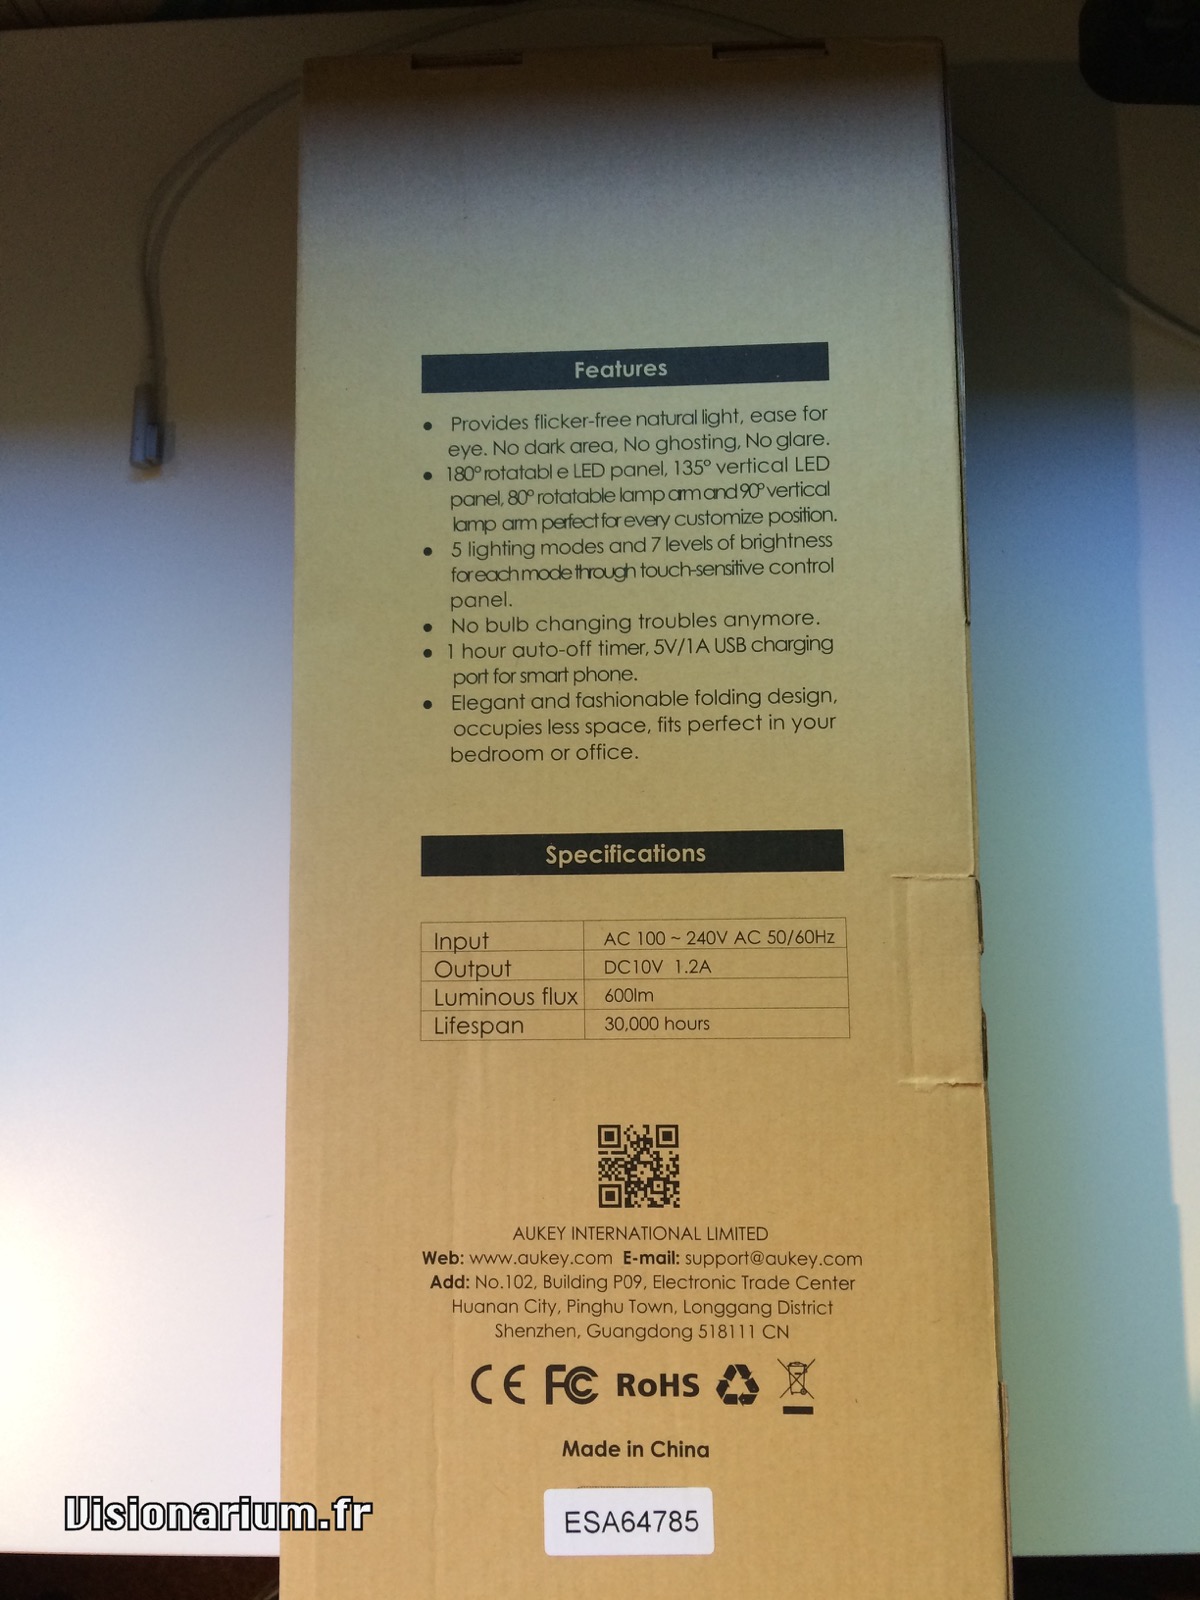 Features
● Provides flicker-free natural light, ease for
eye. No dark area, No ghosting, No glare.
● 180° rotatabl e LED panel, 135° vertical LED
panel, 80° rotatable lamp arm and 90° vertical
lamp arm perfect for every customize position.
● 5 lighting modes and 7 levels of brightness
for each mode through touch-sensitive control
panel.
● No bulb changing troubles anymore.
● 1 hour auto-off timer, 5V/1A USB charging
port for smart phone.
● Elegant and fashionable folding design,
occupies less space, fits perfect in your
bedroom or office.
Specifications
Input AC 100 ~ 240V AC 50/60Hz
Output DC10V 1.2A
Luminous flux 600lm
Lifespan 30,000 hours
AUKEY INTERNATIONAL LIMITED
Web: www.aukey.com E-mail: support@aukey.com
Add: No.102, Building P09, Electronic Trade Center
Huanan City, Pinghu Town, Longgang District
Shenzhen, Guangdong 518111 CN
CE FC RoHS
Made in China
ESA64785
Visionarium.fr